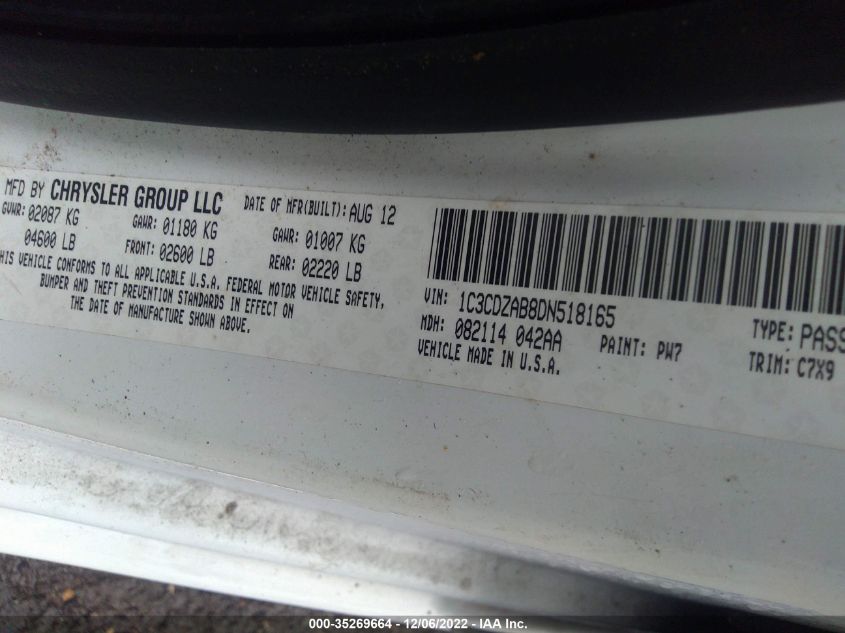 MFD BY CHRYSLER GROUP LLC DATE OF MFR(BUILT): AUG 12
GVWR: 02087 KG GAWR: 01180 KG GAWR: 01007 KG
04600 LB FRONT: 02600 LB REAR: 02220 LB
HIS VEHICLE CONFORMS TO ALL APPLICABLE U.S.A. FEDERAL MOTOR VEHICLE SAFETY,
BUMPER AND THEFT PREVENTION STANDARDS IN EFFECT ON
THE DATE OF MANUFACTURE SHOWN ABOVE.
VIN: 1C3CDZAB8DN518165 TYPE: PASS
MDH: 082114 042AA PAINT: PW7 TRIM: C7X9
VEHICLE MADE IN U.S.A.
000-35269664 - 12/06/2022 - IAA Inc.